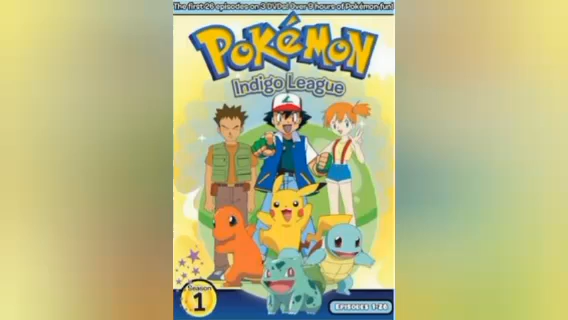 The first 26 episodes on 3 DVDs! Over 9 hours of Pokémon fun!
POKÉMON
Indigo League
Season
1
EPISODES 1-26